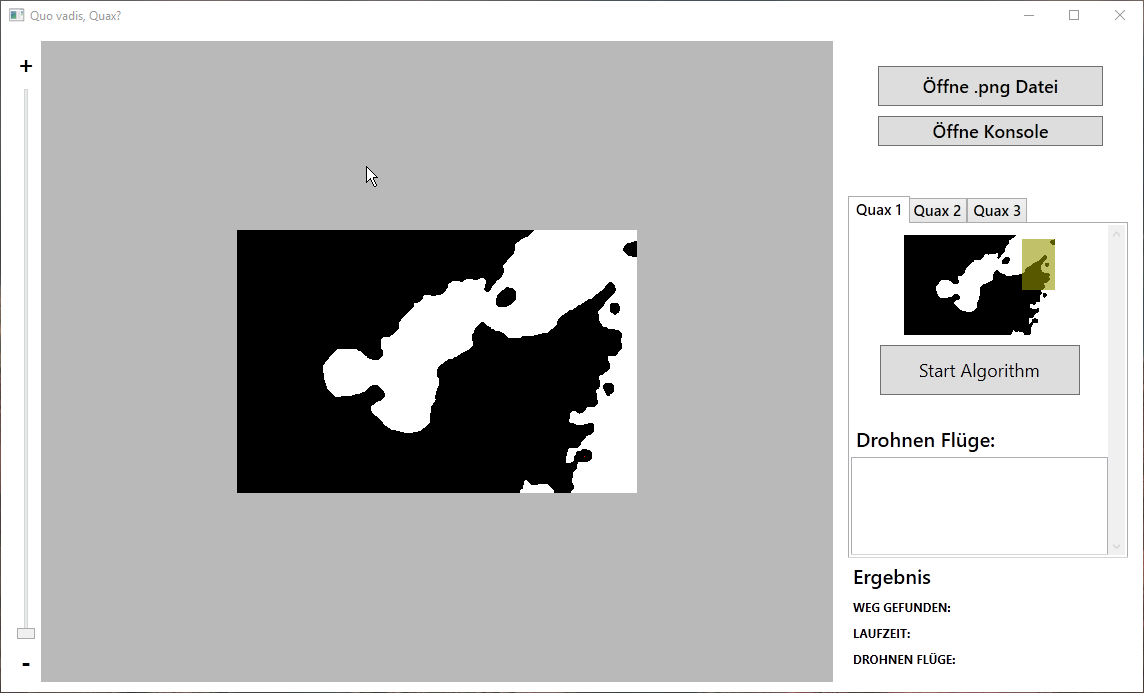 Quo vadis, Quax?
+
-
Öffne .png Datei
Öffne Konsole
Quax 1 Quax 2 Quax 3
Start Algorithm
Drohnen Flüge:
Ergebnis
WEG GEFUNDEN:
LAUFZEIT:
DROHNEN FLÜGE: